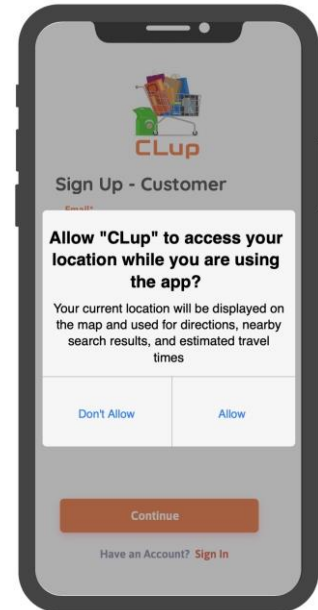 CLup
Sign Up - Customer
Email*
Allow "CLup" to access your
location while you are using
the app?
Your current location will be displayed on
the map and used for directions, nearby
search results, and estimated travel
times
Don't Allow Allow
Continue
Have an Account? Sign In